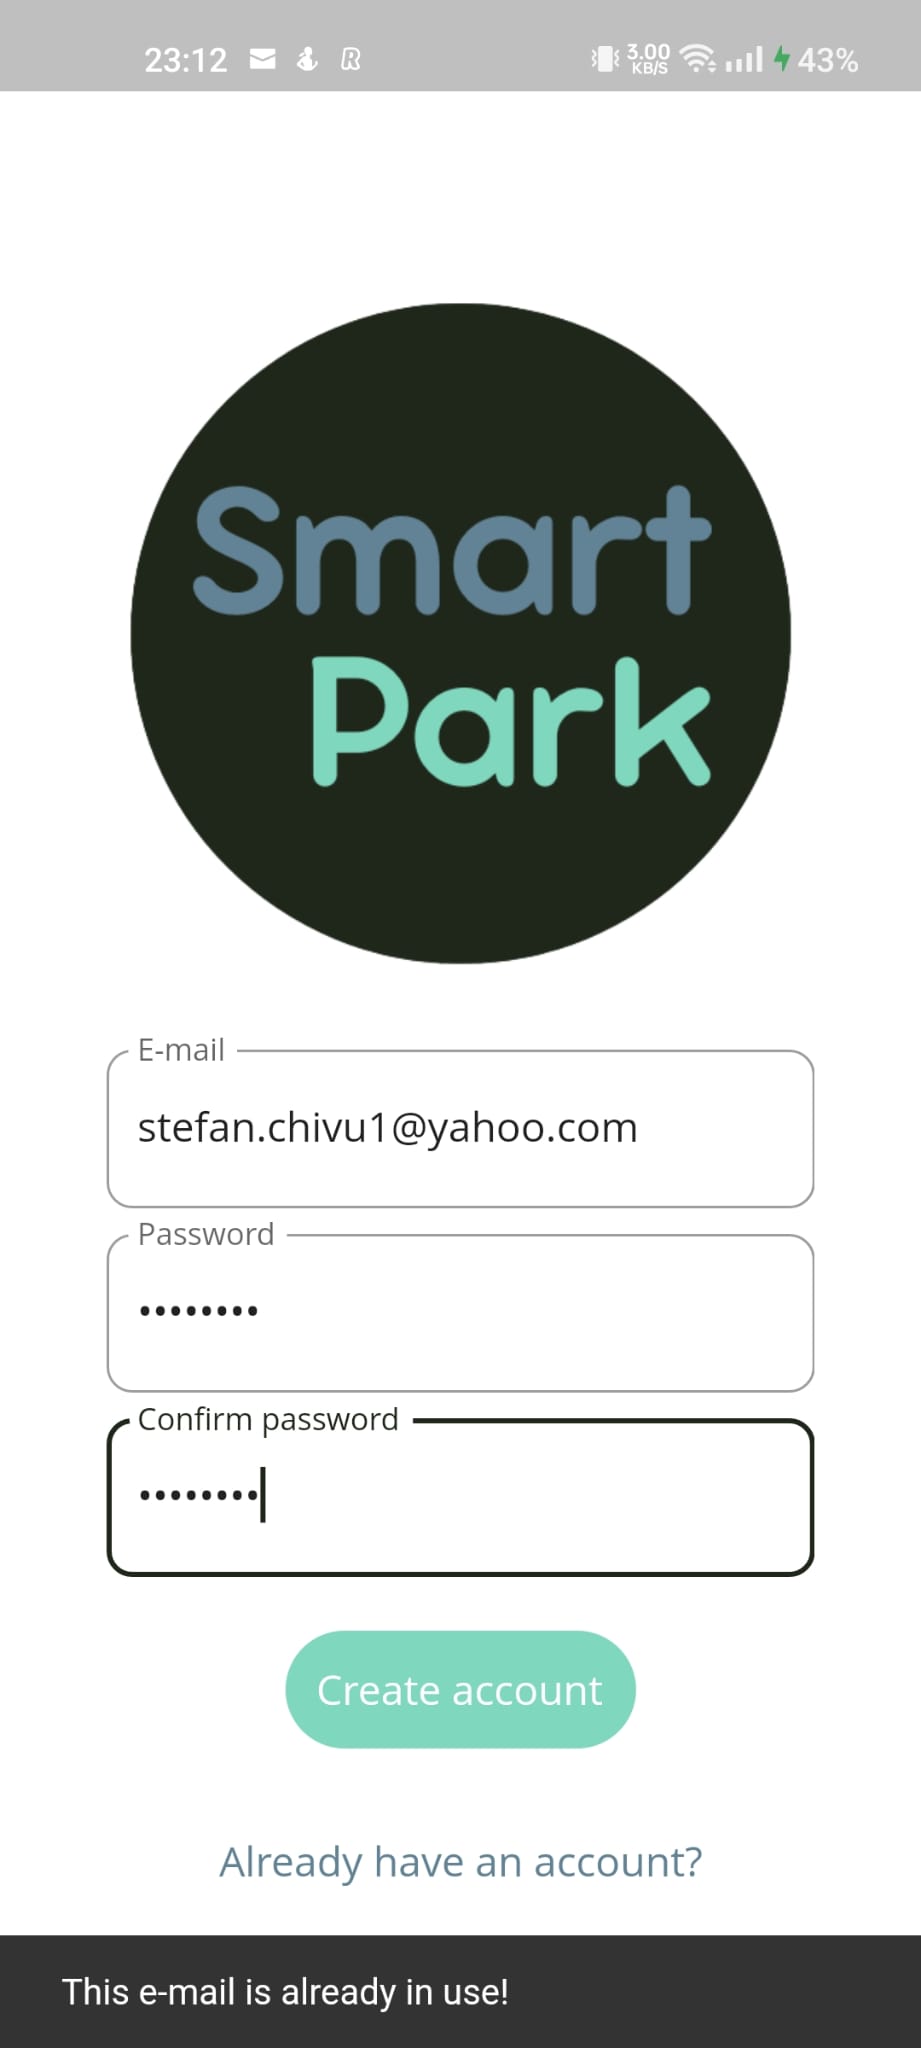 23:12 3.00 KB/S 43%
Smart
Park
E-mail
stefan.chivu1@yahoo.com
Password
••••••••
Confirm password
••••••••
Create account
Already have an account?
This e-mail is already in use!